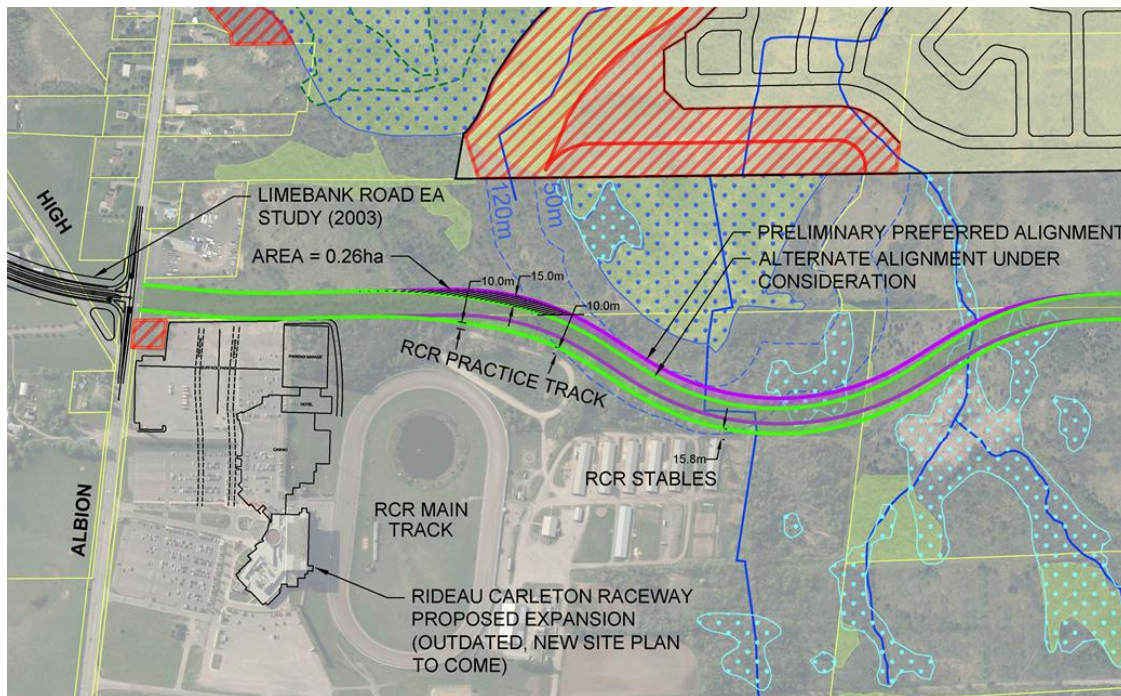 HIGH
LIMEBANK ROAD EA
STUDY (2003)
AREA = 0.26ha
120m
50m
PRELIMINARY PREFERRED ALIGNMENT
ALTERNATE ALIGNMENT UNDER
CONSIDERATION
10.0m
15.0m
10.0m
RCR PRACTICE TRACK
HOTEL
CASINO
15.8m
RCR STABLES
RCR MAIN
TRACK
ALBION
RIDEAU CARLETON RACEWAY
PROPOSED EXPANSION
(OUTDATED, NEW SITE PLAN
TO COME)